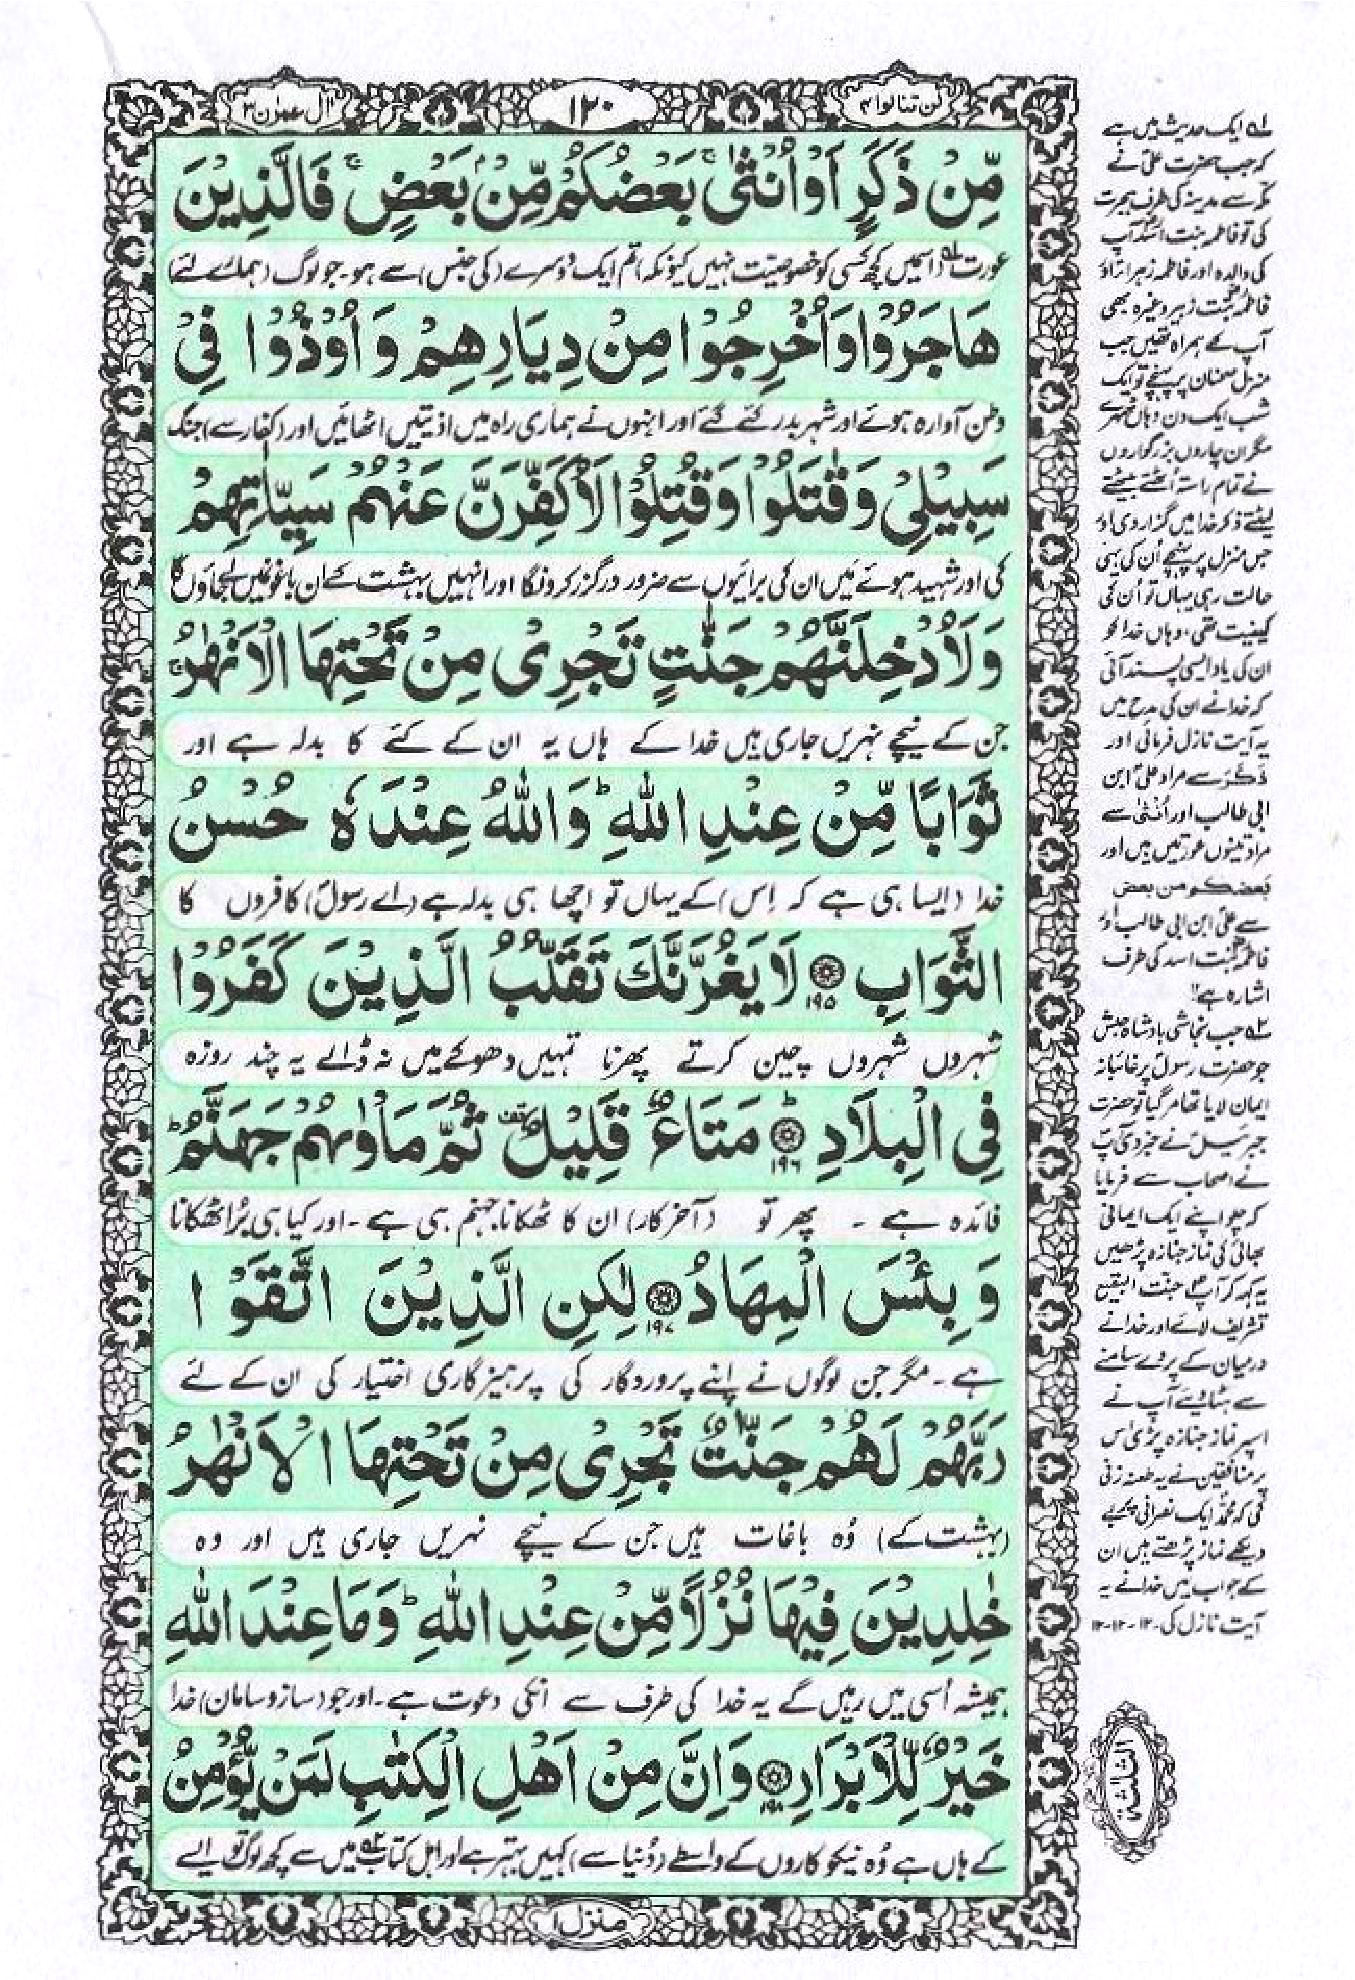 لن تنالوا ۴
۱۲۰
اٰل عمرٰن ۳
مِّنْ ذَكَرٍ اَوْ اُنْثٰى ۚ بَعْضُكُمْ مِّنْۢ بَعْضٍ ۚ فَالَّذِيْنَ
عورت (اسمیں کچھ کسی کو خصوصیت نہیں کیونکہ) تم ایک دوسرے (کی جنس) سے ہو۔ جو لوگ (ہمارے لئے)
هَاجَرُوْا وَاُخْرِجُوْا مِنْ دِيَارِهِمْ وَاُوْذُوْا فِيْ
وطن آوارہ ہوئے اور شہر بدر کئے گئے اور انہوں نے ہماری راہ میں اذیتیں اٹھائیں اور (کفار سے) جنگ
سَبِيْلِيْ وَقٰتَلُوْا وَقُتِلُوْا لَاُكَفِّرَنَّ عَنْهُمْ سَيِّاٰتِهِمْ
کی اور شہید ہوئے میں ان کی برائیوں سے ضرور درگزر کرونگا اور انہیں بہشت کے ان باغوں میں لیجاؤں گا
وَلَاُدْخِلَنَّهُمْ جَنّٰتٍ تَجْرِيْ مِنْ تَحْتِهَا الْاَنْهٰرُ ۚ
جن کے نیچے نہریں جاری ہیں خدا کے ہاں یہ ان کے کئے کا بدلہ ہے اور
ثَوَابًا مِّنْ عِنْدِ اللّٰهِ ؕ وَاللّٰهُ عِنْدَهٗ حُسْنُ
خدا (ایسا ہی ہے کہ اس) کے یہاں تو اچھا ہی بدلہ ہے (اے رسول) کافروں کا
الثَّوَابِ ۱۹۵ لَا يَغُرَّنَّكَ تَقَلُّبُ الَّذِيْنَ كَفَرُوْا
شہروں شہروں چین کرتے پھرنا تمہیں دھوکے میں نہ ڈالے یہ چند روزہ
فِي الْبِلَادِ ؕ ۱۹۶ مَتَاعٌ قَلِيْلٌ ثُمَّ مَاْوٰىهُمْ جَهَنَّمُ ؕ
فائدہ ہے ۔ پھر تو (آخر کار) ان کا ٹھکانا جہنم ہی ہے۔ اور کیا ہی برا ٹھکانا
وَبِئْسَ الْمِهَادُ ۱۹۷ لٰكِنِ الَّذِيْنَ اتَّقَوْا
ہے۔ مگر جن لوگوں نے اپنے پروردگار کی پرہیزگاری اختیار کی ان کے لئے
رَبَّهُمْ لَهُمْ جَنّٰتٌ تَجْرِيْ مِنْ تَحْتِهَا الْاَنْهٰرُ
(بہشت کے) وہ باغات ہیں جن کے نیچے نہریں جاری ہیں اور وہ
خٰلِدِيْنَ فِيْهَا نُزُلًا مِّنْ عِنْدِ اللّٰهِ ؕ وَمَا عِنْدَ اللّٰهِ
ہمیشہ اسی میں رہیں گے یہ خدا کی طرف سے انکی دعوت ہے۔ اور جو (ساز و سامان) خدا
خَيْرٌ لِّلْاَبْرَارِ ۱۹۸ وَاِنَّ مِنْ اَهْلِ الْكِتٰبِ لَمَنْ يُّؤْمِنُ
کے ہاں ہے وہ نیکو کاروں کے واسطے (دنیا سے) کہیں بہتر ہے اور اہل کتاب میں سے کچھ لوگ تو ایسے
منزل ۱
۱ ایک حدیث میں ہے
کہ جب حضرت علی نے
مکہ سے مدینہ کی طرف ہجرت
کی تو فاطمہ بنت اسد آپ
کی والدہ اور فاطمہ زہرا اور
فاطمہ بنت زبیر وغیرہ بھی
آپ کے ہمراہ تھیں جب
منزل ضجنان پر پہنچے تو ایک
شب ایک دن وہاں ٹھہرے
مگر ان چاروں بزرگواروں
نے تمام راستہ اٹھتے بیٹھتے
لیٹتے ذکر خدا میں گزار دی اور
جس منزل پر پہنچے ان کی یہی
حالت رہی یہاں تو ان کی
کیفیت تھی، وہاں خدا کو
ان کی یاد ایسی پسند آئی
کہ خدا نے ان کی مدح میں
یہ آیت نازل فرمائی اور
ذَكَرَ سے مراد علی ابن
ابی طالب اور اُنثیٰ سے
مراد تینوں عورتیں ہیں اور
بعضکم من بعض
سے علی ابن ابی طالب اور
فاطمہ بنت اسد کی طرف
اشارہ ہے"
۲ جب نجاشی بادشاہ حبش
جو حضرت رسول پر غائبانہ
ایمان لایا تھا مر گیا تو حضرت
جبرئیل نے خبر دی آپ
نے اصحاب سے فرمایا
کہ چلو اپنے ایک ایمانی
بھائی کی نماز جنازہ پڑھیں
یہ کہہ کر آپ جنت البقیع
تشریف لائے اور خدا نے
درمیان کے پردے سامنے
سے ہٹا دیے آپ نے
اسپر نماز جنازہ پڑھی اس
پر منافقین نے یہ طعنہ زنی
کی کہ محمد ایک نصرانی پر بے
دیکھے نماز پڑھتے ہیں ان
کے جواب میں خدا نے یہ
آیت نازل کی۔ ۱۲-۱۲-۱۲
الثلثة